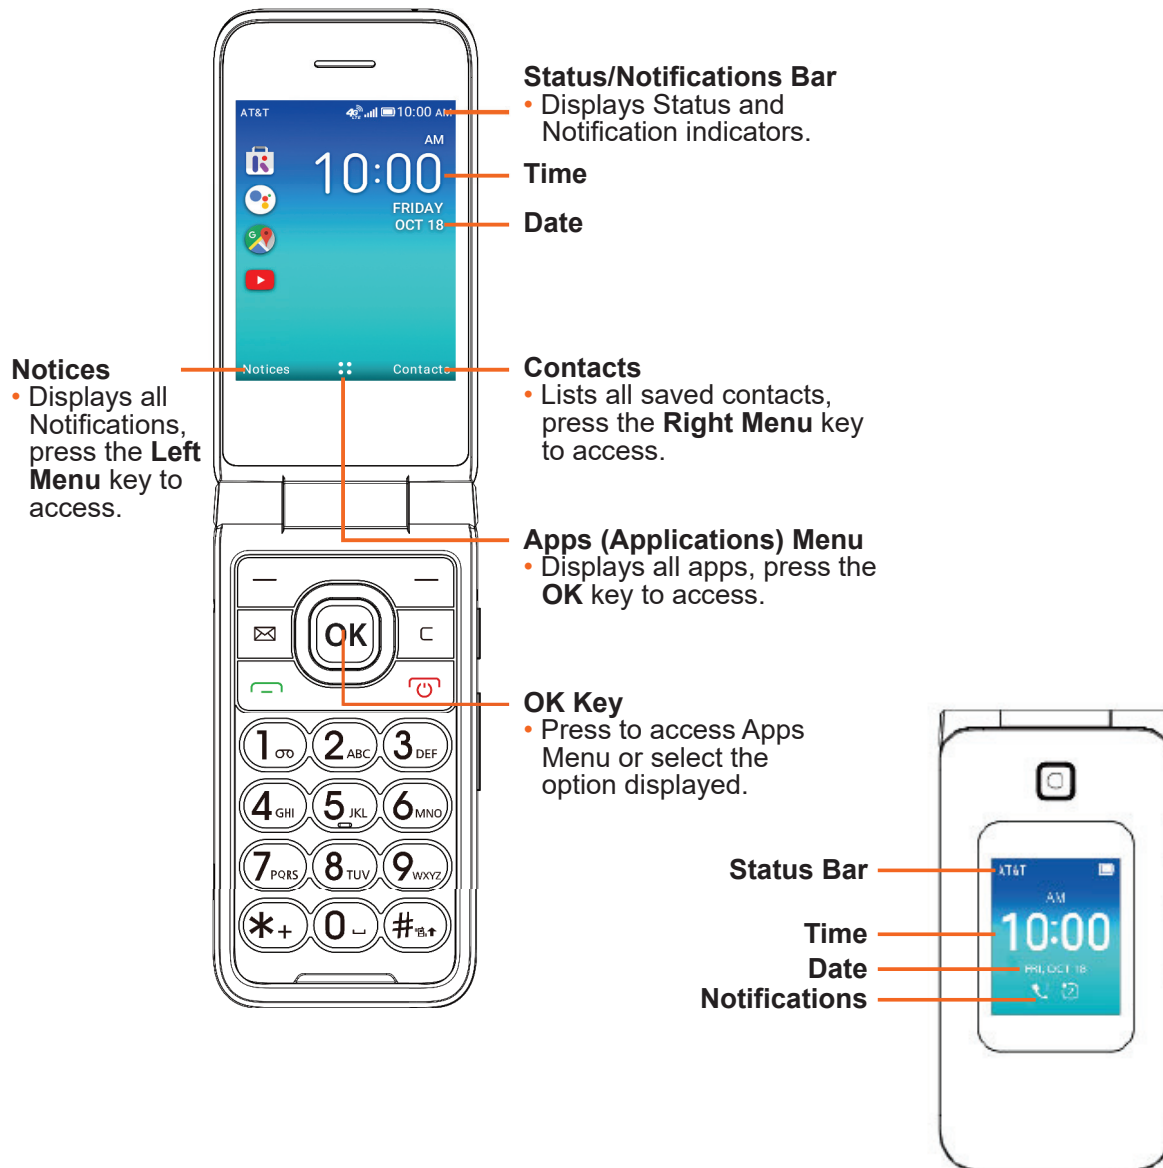 Status/Notifications Bar
• Displays Status and
Notification indicators.
Time
Date
AT&T 4G LTE 10:00 AM
AM
10:00
FRIDAY
OCT 18
G
Notices Contacts
Notices
• Displays all
Notifications,
press the Left
Menu key to
access.
Contacts
• Lists all saved contacts,
press the Right Menu key
to access.
Apps (Applications) Menu
• Displays all apps, press the
OK key to access.
OK
C
OK Key
• Press to access Apps
Menu or select the
option displayed.
1 2 ABC 3 DEF
4 GHI 5 JKL 6 MNO
7 PQRS 8 TUV 9 WXYZ
* + 0 #
Status Bar
Time
Date
Notifications
AT&T
AM
10:00
FRI, OCT 18